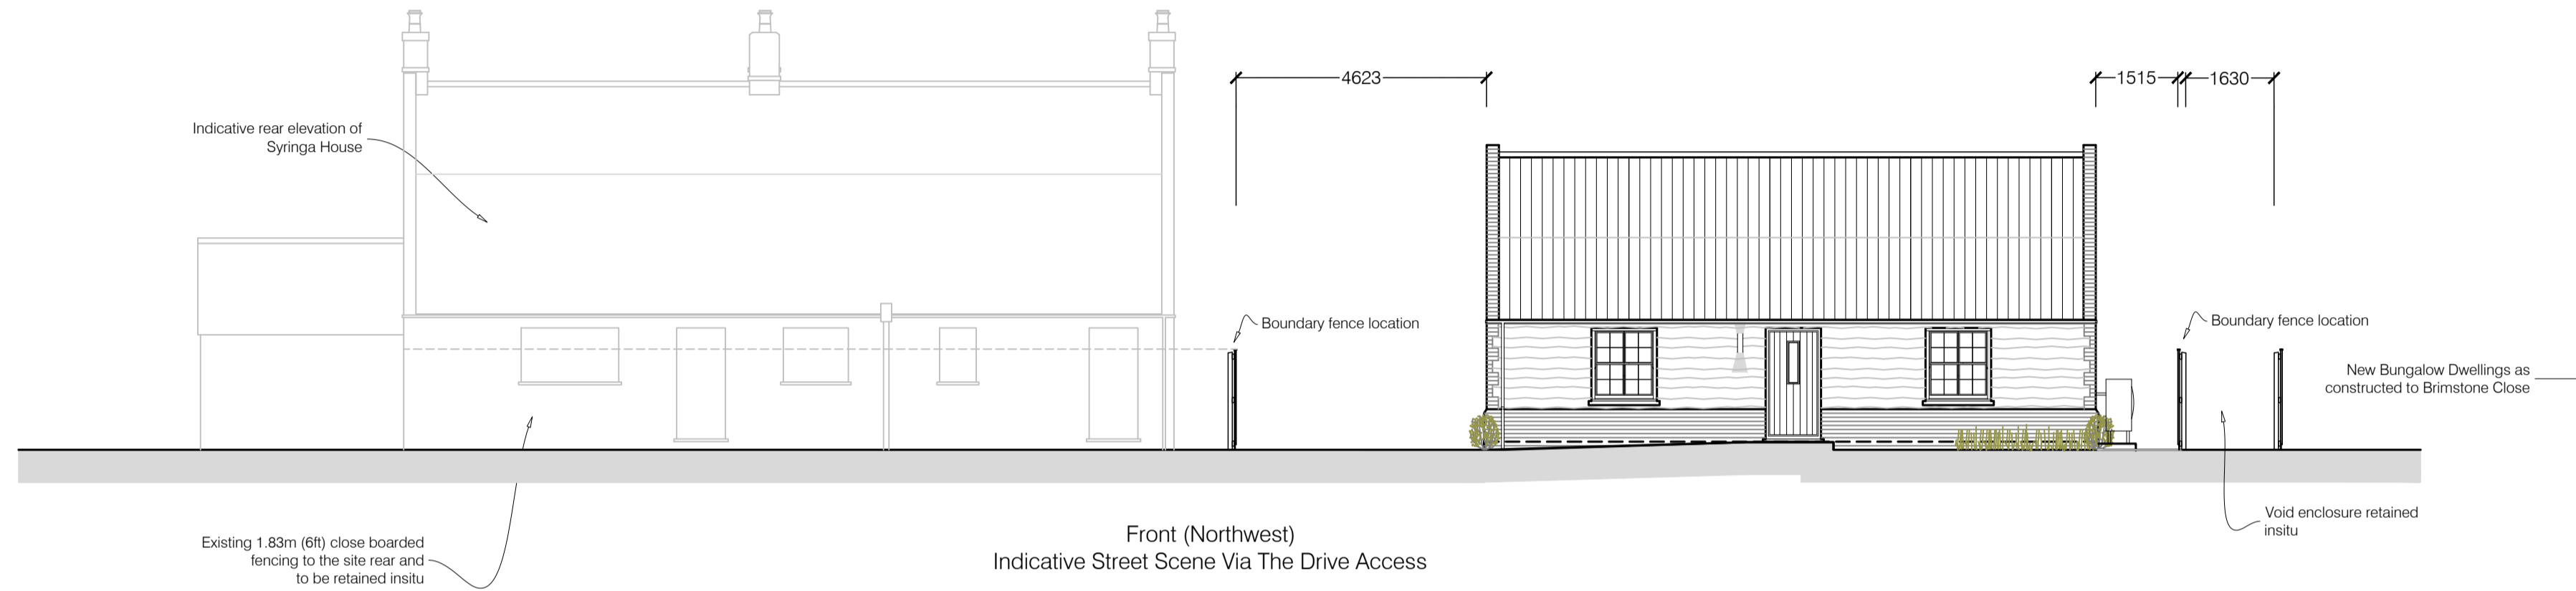 4623
1515
1630
Indicative rear elevation of
Syringa House
Boundary fence location
Boundary fence location
New Bungalow Dwellings as
constructed to Brimstone Close
Void enclosure retained
insitu
Existing 1.83m (6ft) close boarded
fencing to the site rear and
to be retained insitu
Front (Northwest)
Indicative Street Scene Via The Drive Access